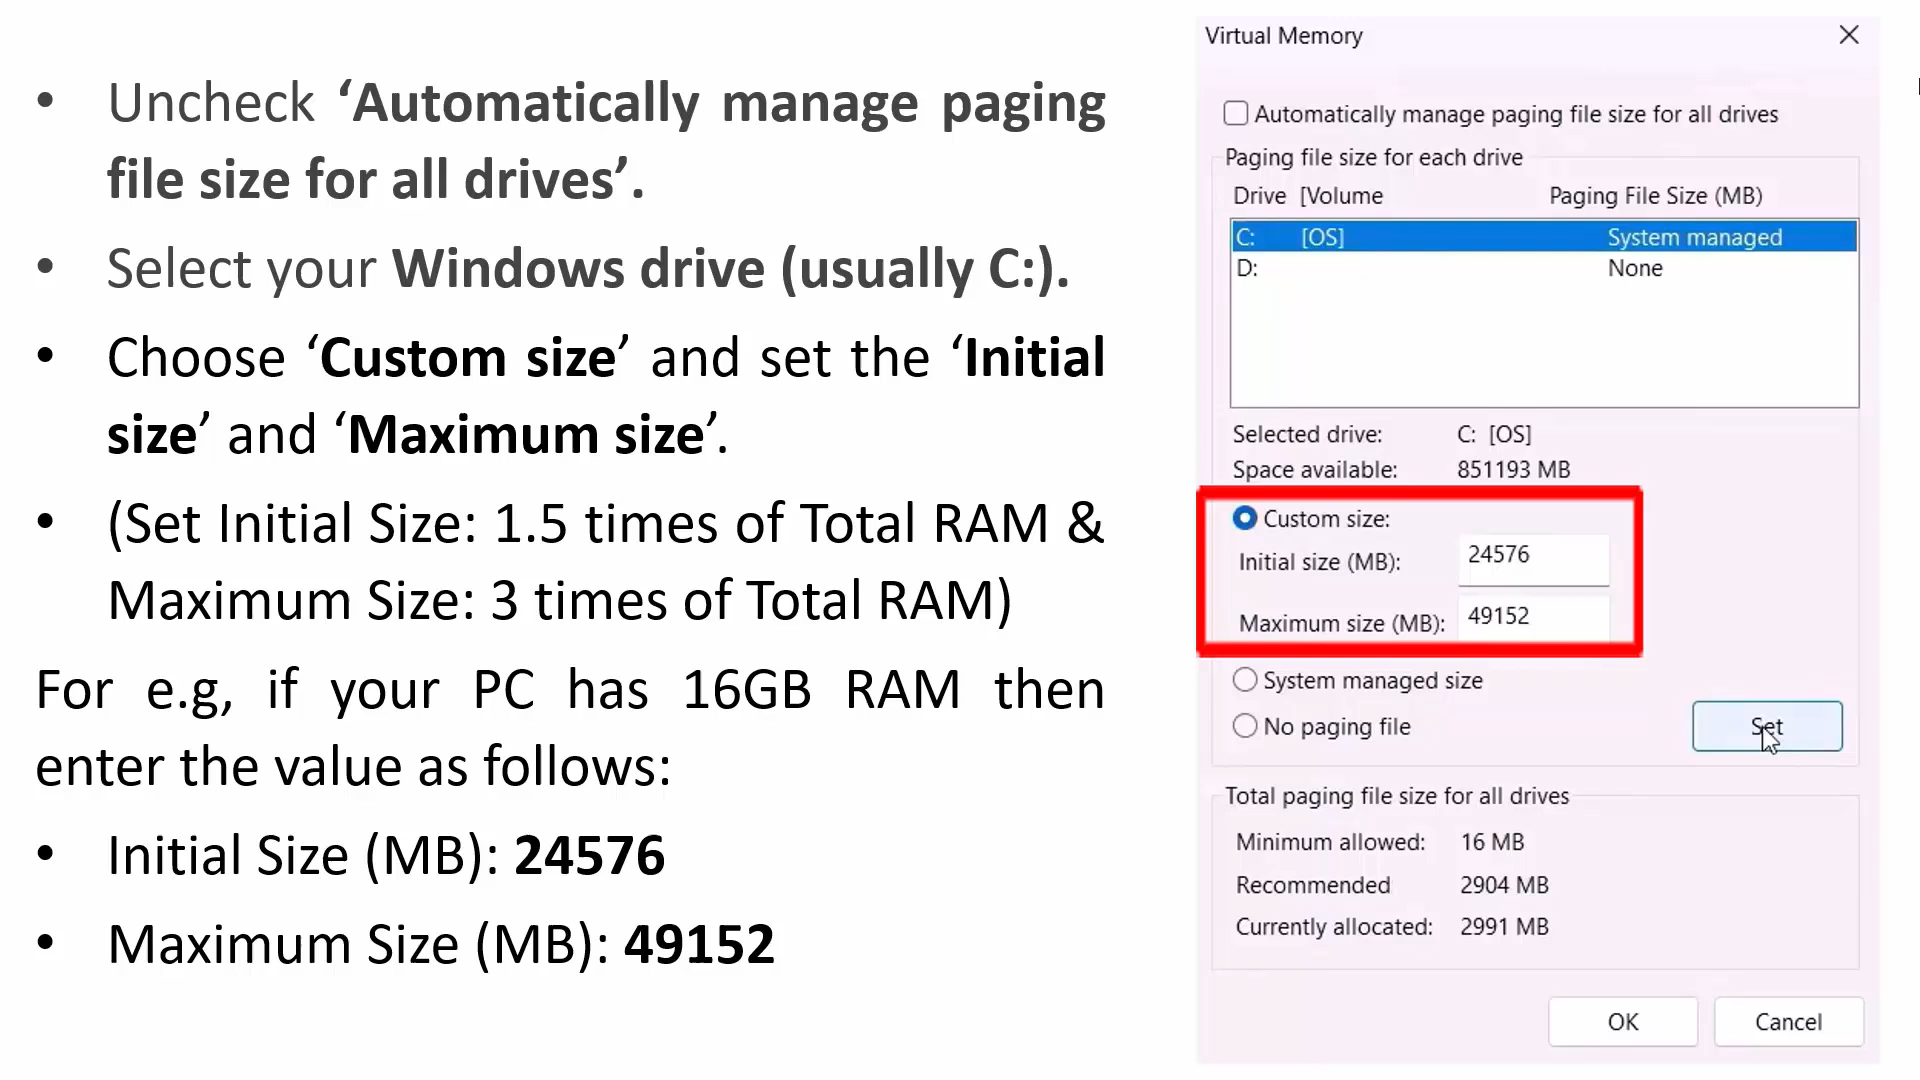 • Uncheck ‘Automatically manage paging
file size for all drives’.
• Select your Windows drive (usually C:).
• Choose ‘Custom size’ and set the ‘Initial
size’ and ‘Maximum size’.
• (Set Initial Size: 1.5 times of Total RAM &
Maximum Size: 3 times of Total RAM)
For e.g, if your PC has 16GB RAM then
enter the value as follows:
• Initial Size (MB): 24576
• Maximum Size (MB): 49152
Virtual Memory
Automatically manage paging file size for all drives
Paging file size for each drive
Drive [Volume Paging File Size (MB)
C: [OS] System managed
D: None
Selected drive: C: [OS]
Space available: 851193 MB
Custom size:
Initial size (MB): 24576
Maximum size (MB): 49152
System managed size
No paging file
Set
Total paging file size for all drives
Minimum allowed: 16 MB
Recommended 2904 MB
Currently allocated: 2991 MB
OK Cancel